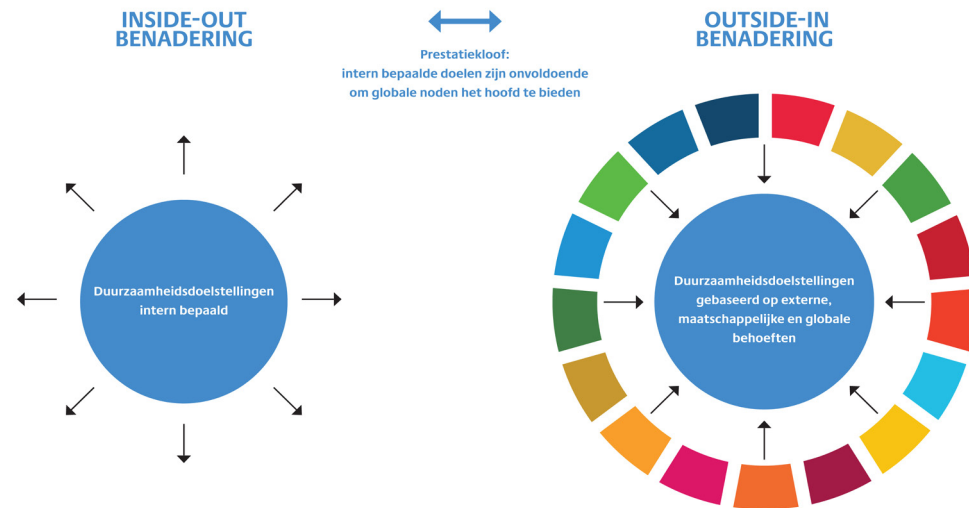 INSIDE-OUT
BENADERING
Prestatiekloof:
intern bepaalde doelen zijn onvoldoende
om globale noden het hoofd te bieden
OUTSIDE-IN
BENADERING
Duurzaamheidsdoelstellingen
intern bepaald
Duurzaamheidsdoelstellingen
gebaseerd op externe,
maatschappelijke en globale
behoeften